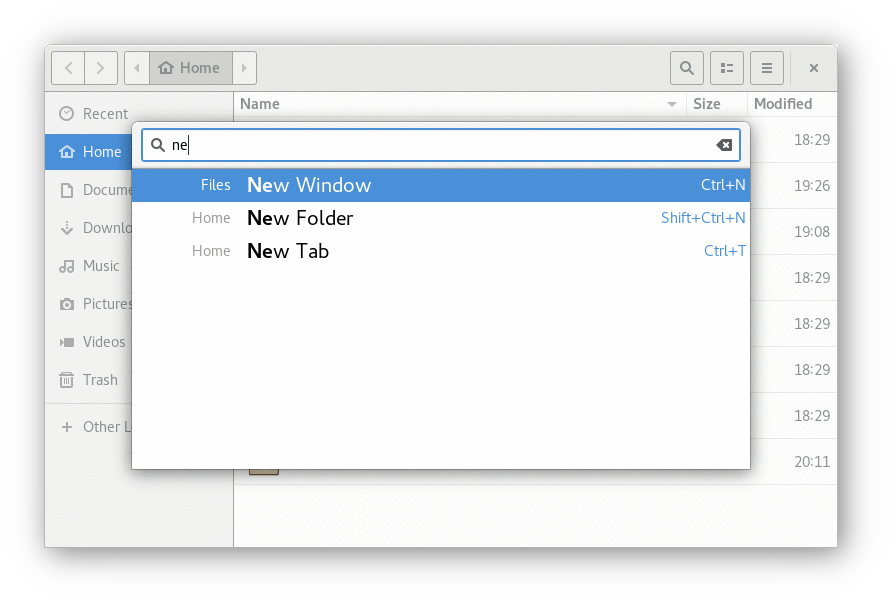 Home
Name Size Modified
Recent
Home
Docume
Downlo
Music
Pictures
Videos
Trash
Other L
ne
Files New Window Ctrl+N
Home New Folder Shift+Ctrl+N
Home New Tab Ctrl+T
18:29
19:26
19:08
18:29
18:29
18:29
18:29
20:11